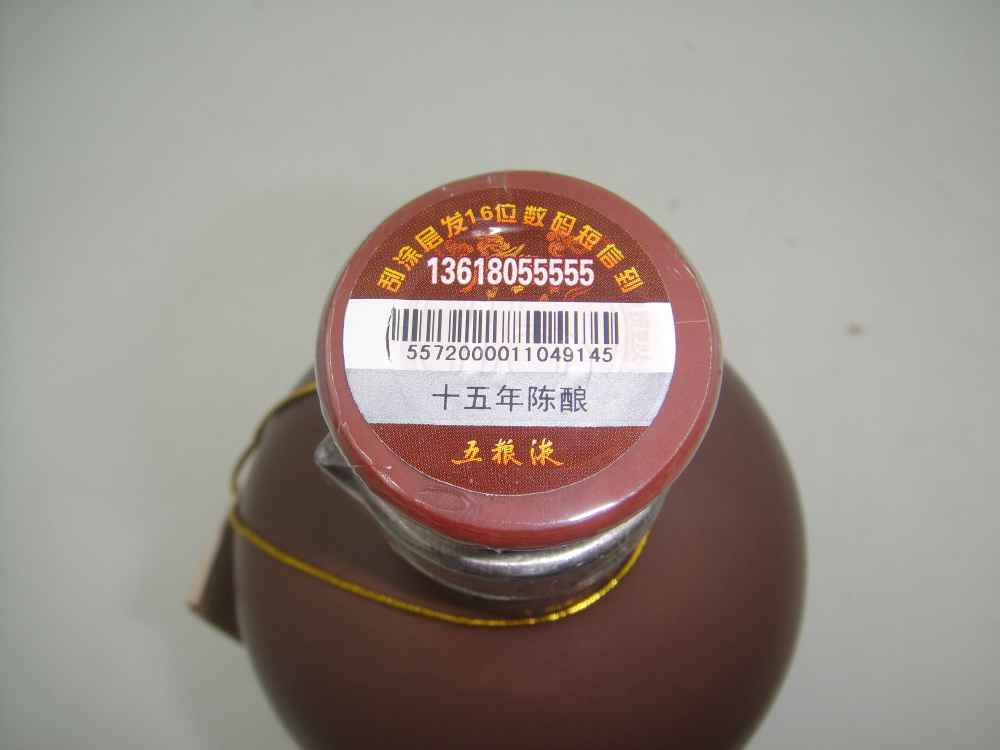 刮涂层发16位数码短信到
13618055555
5572000011049145
十五年陈酿
五粮液